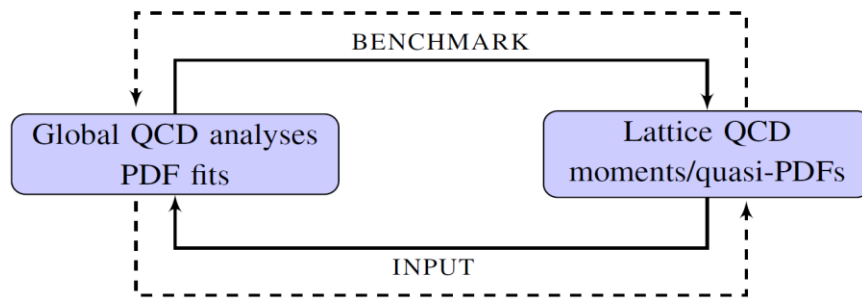 BENCHMARK
Global QCD analyses
PDF fits
Lattice QCD
moments/quasi-PDFs
INPUT